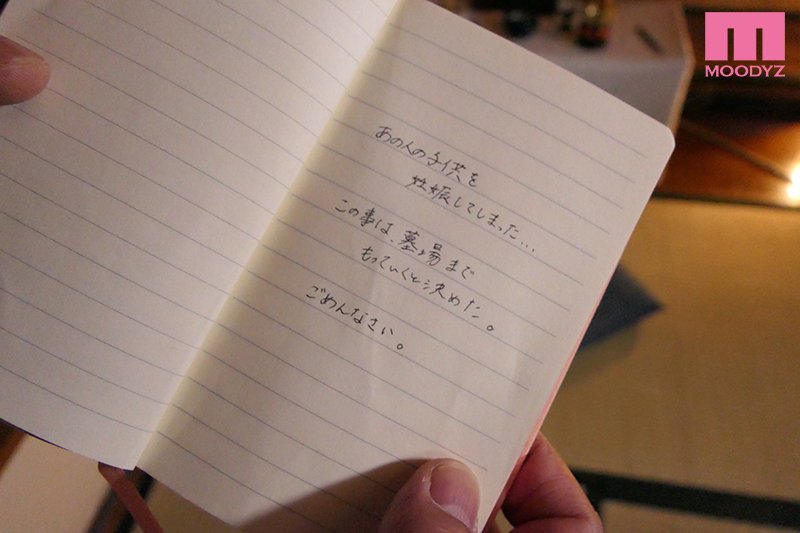 MOODYZ
あの人の子供を
妊娠してしまった…
この事は、墓場まで
もっていくと決めた。
ごめんなさい。